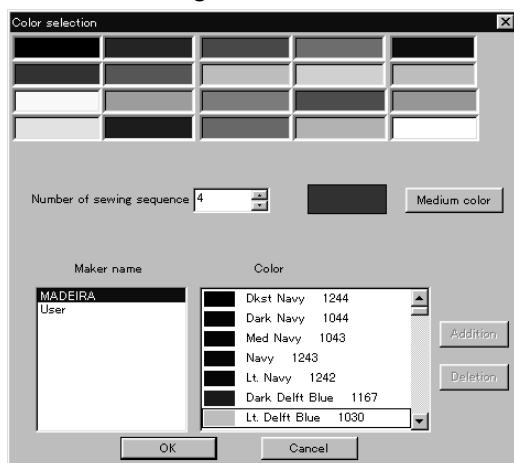 Color selection
Number of sewing sequence 4
Medium color
Maker name
Color
MADEIRA
User
Dkst Navy 1244
Dark Navy 1044
Med Navy 1043
Navy 1243
Lt. Navy 1242
Dark Delft Blue 1167
Lt. Delft Blue 1030
Addition
Deletion
OK
Cancel